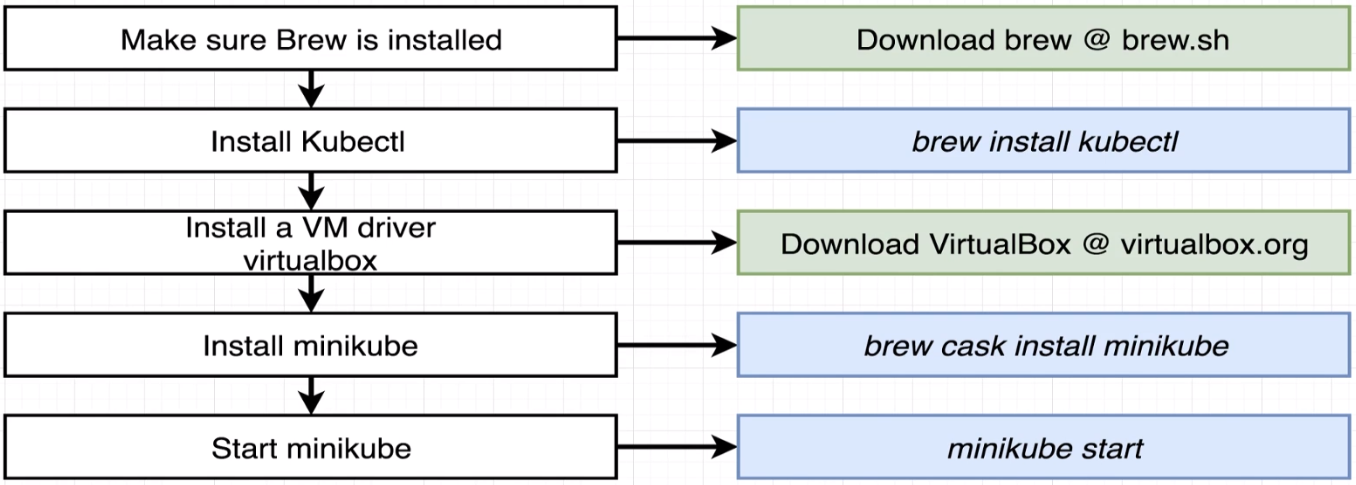 Make sure Brew is installed
Download brew @ brew.sh
Install Kubectl
brew install kubectl
Install a VM driver
virtualbox
Download VirtualBox @ virtualbox.org
Install minikube
brew cask install minikube
Start minikube
minikube start